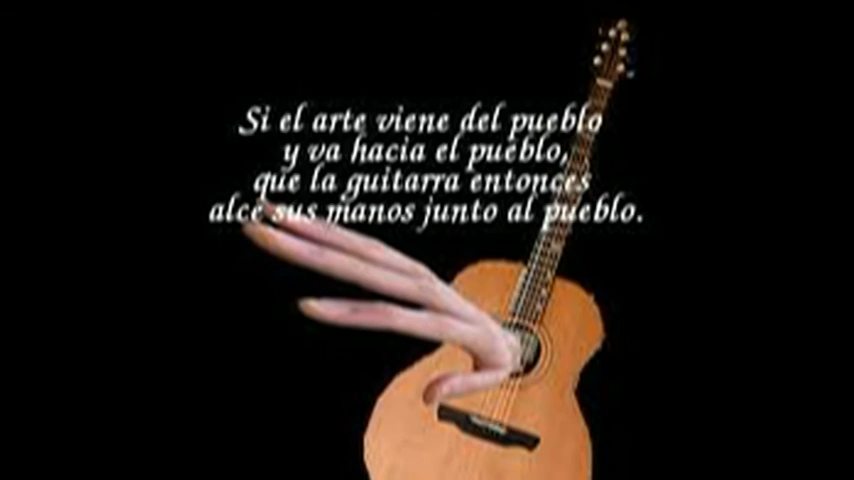 Si el arte viene del pueblo
y va hacia el pueblo,
que la guitarra entonces
alce sus manos junto al pueblo.